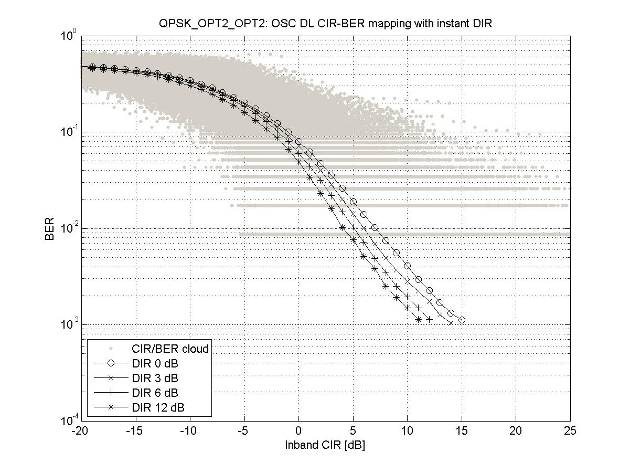 QPSK_OPT2_OPT2: OSC DL CIR-BER mapping with instant DIR
10^0
10^-1
10^-2
10^-3
10^-4
BER
CIR/BER cloud
DIR 0 dB
DIR 3 dB
DIR 6 dB
DIR 12 dB
-20 -15 -10 -5 0 5 10 15 20 25
Inband CIR [dB]